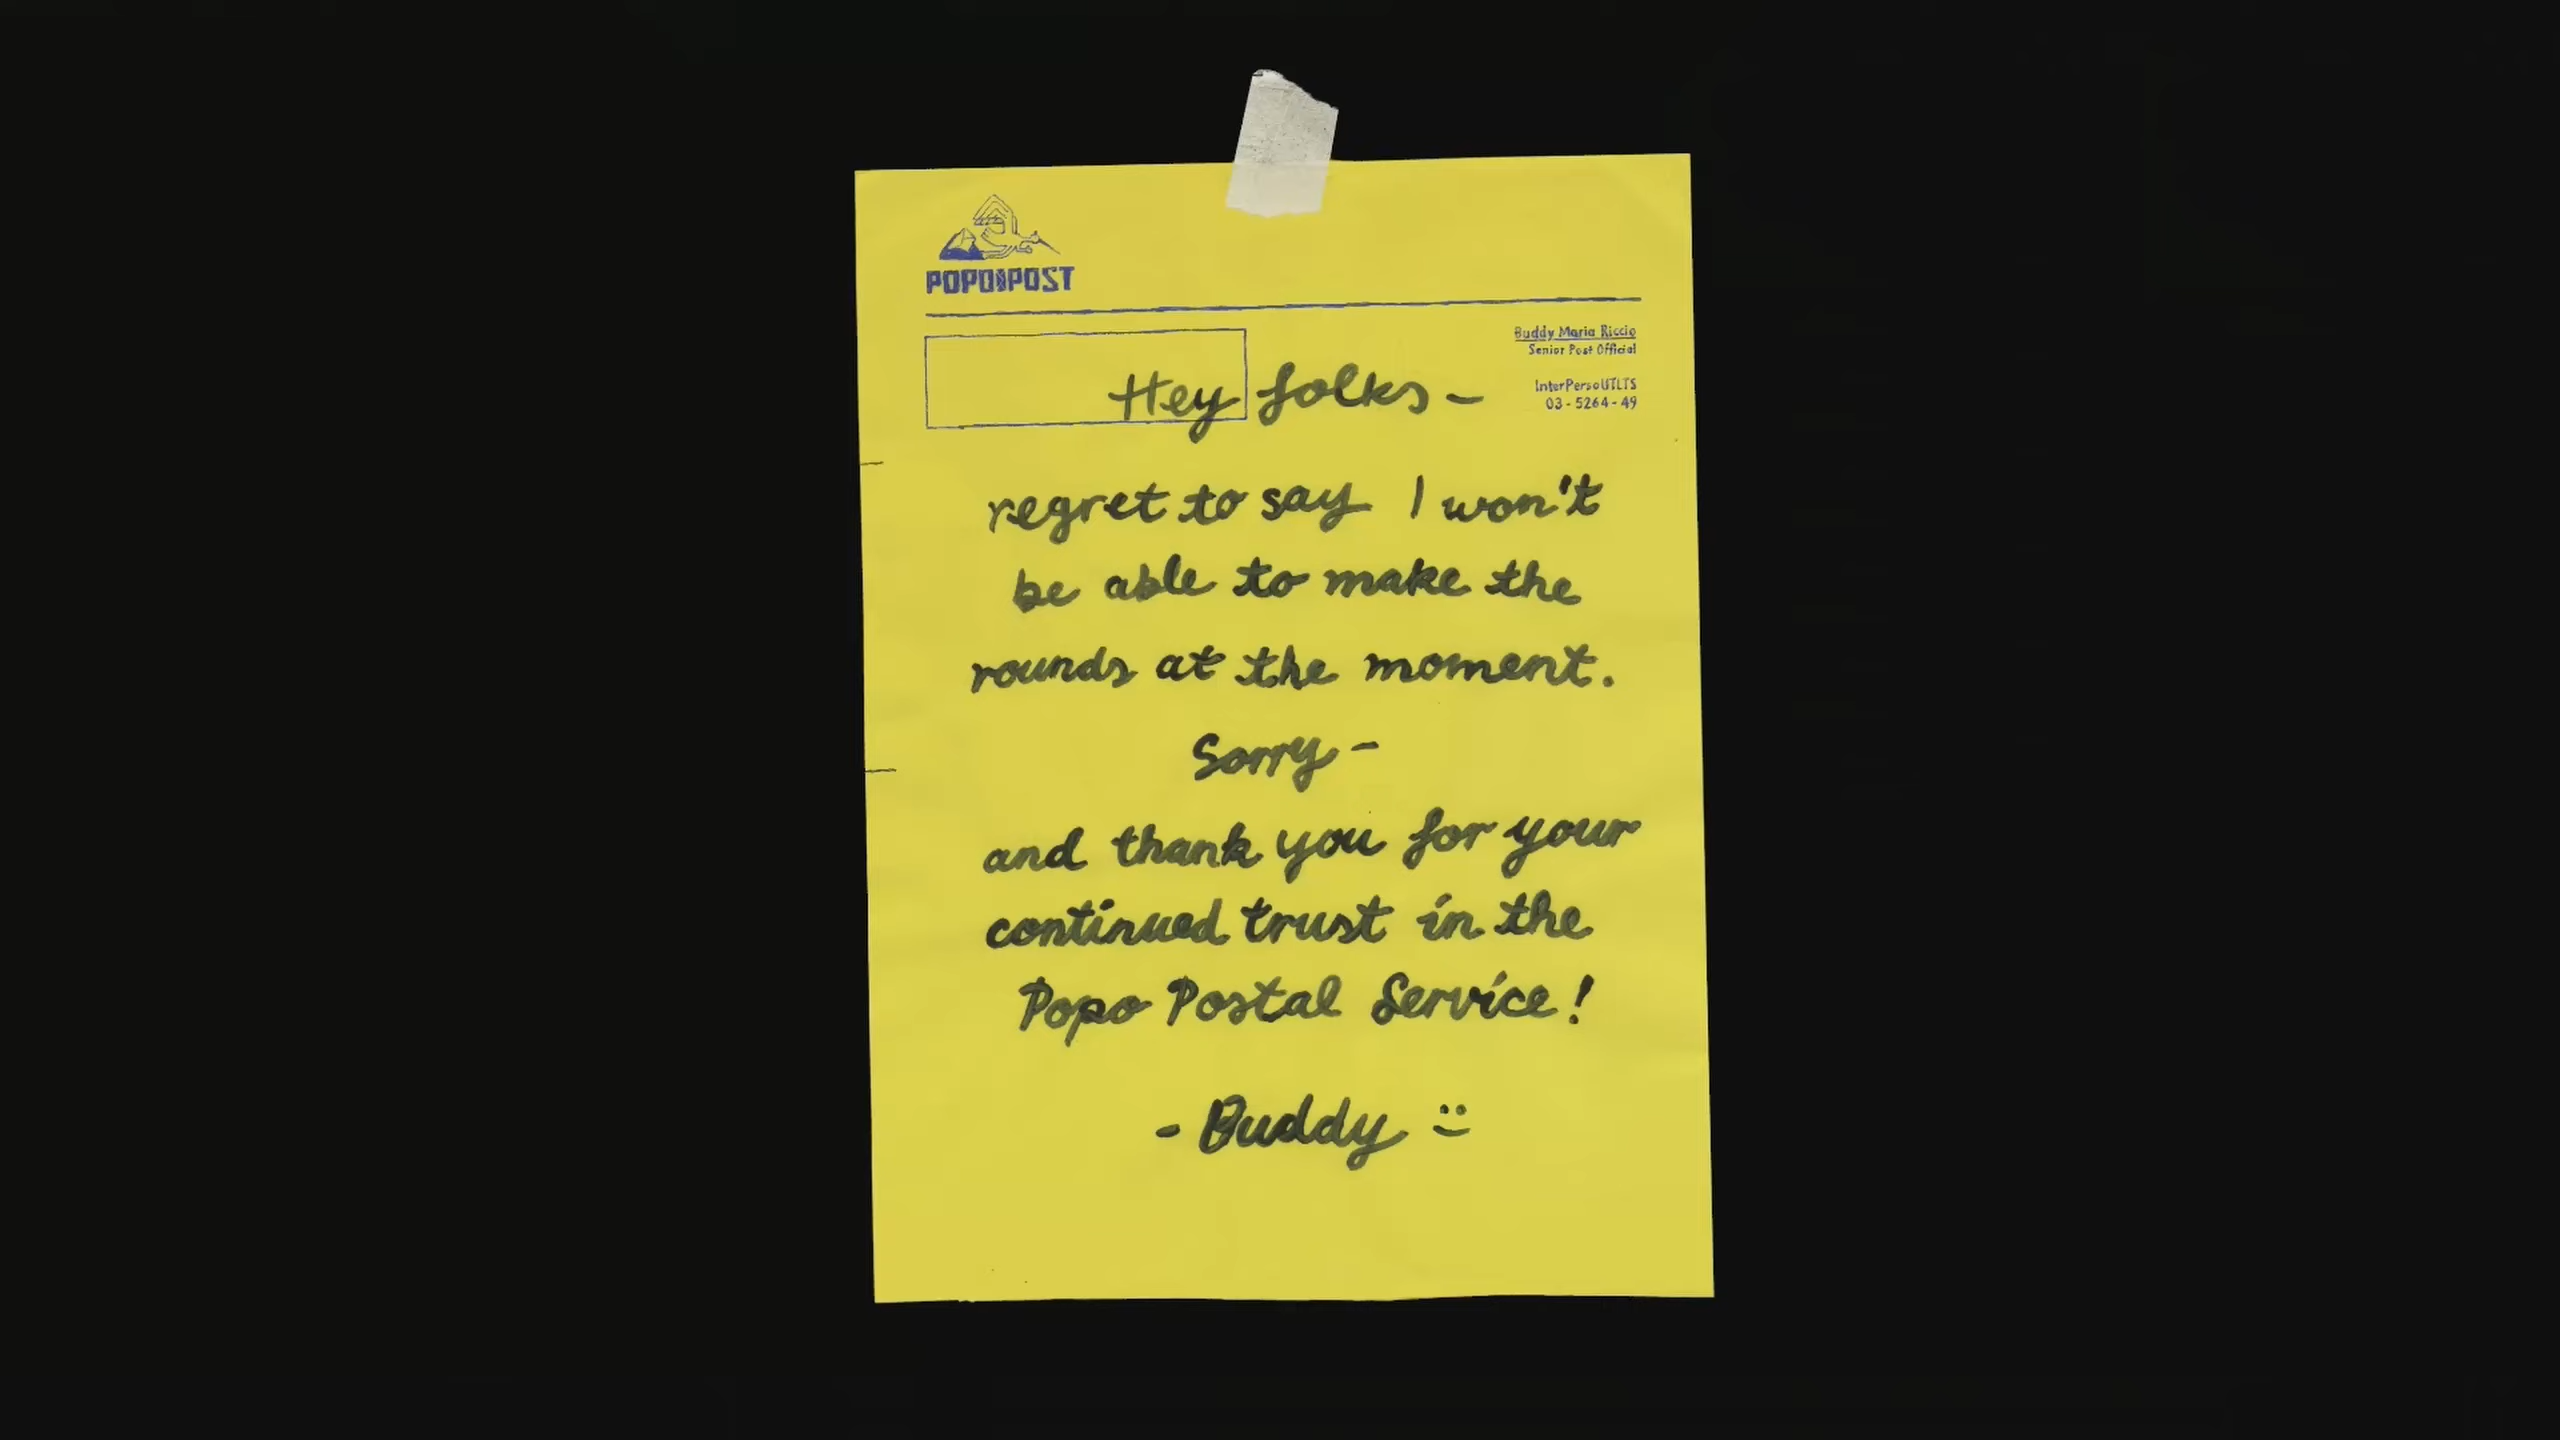 POPOPOST
Buddy Maria Riccio
Senior Post Official
InterPersoUTLTS
03-5264-49
Hey folks -
regret to say I won't
be able to make the
rounds at the moment.
Sorry -
and thank you for your
continued trust in the
Popo Postal Service!
- Buddy :)